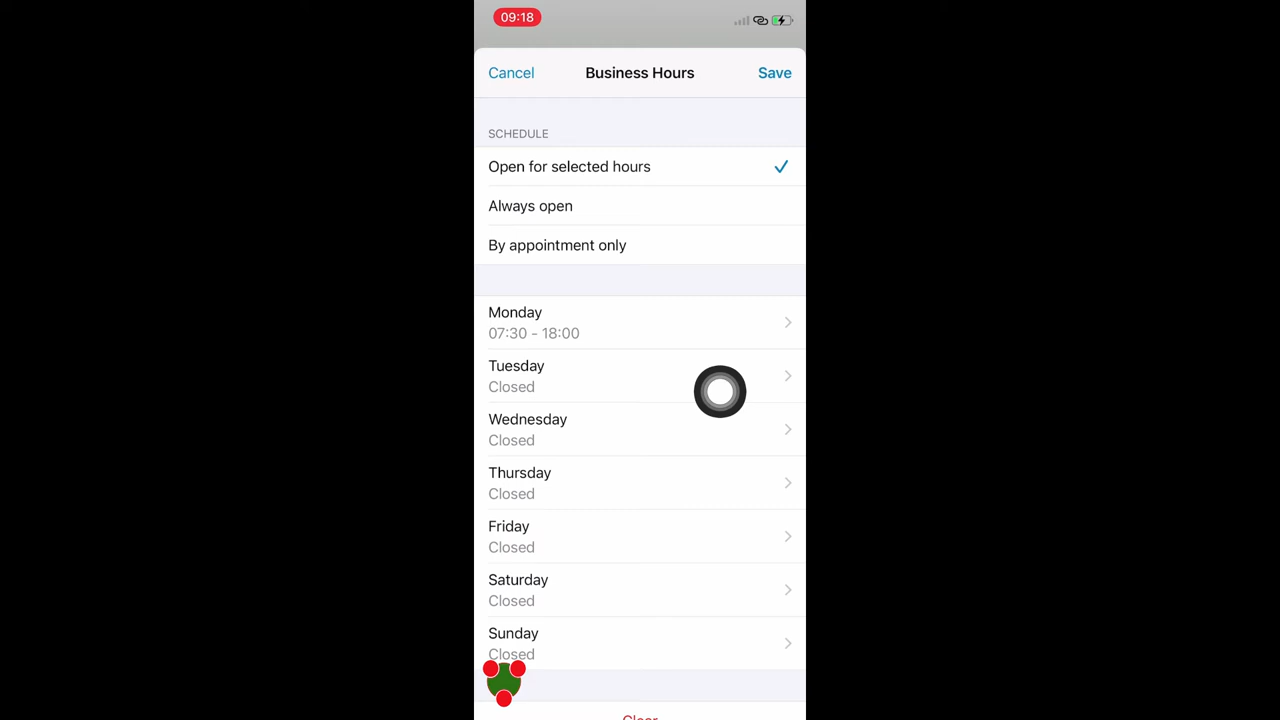 09:18
Cancel Business Hours Save
SCHEDULE
Open for selected hours
Always open
By appointment only
Monday
07:30 - 18:00
Tuesday
Closed
Wednesday
Closed
Thursday
Closed
Friday
Closed
Saturday
Closed
Sunday
Closed
Clear